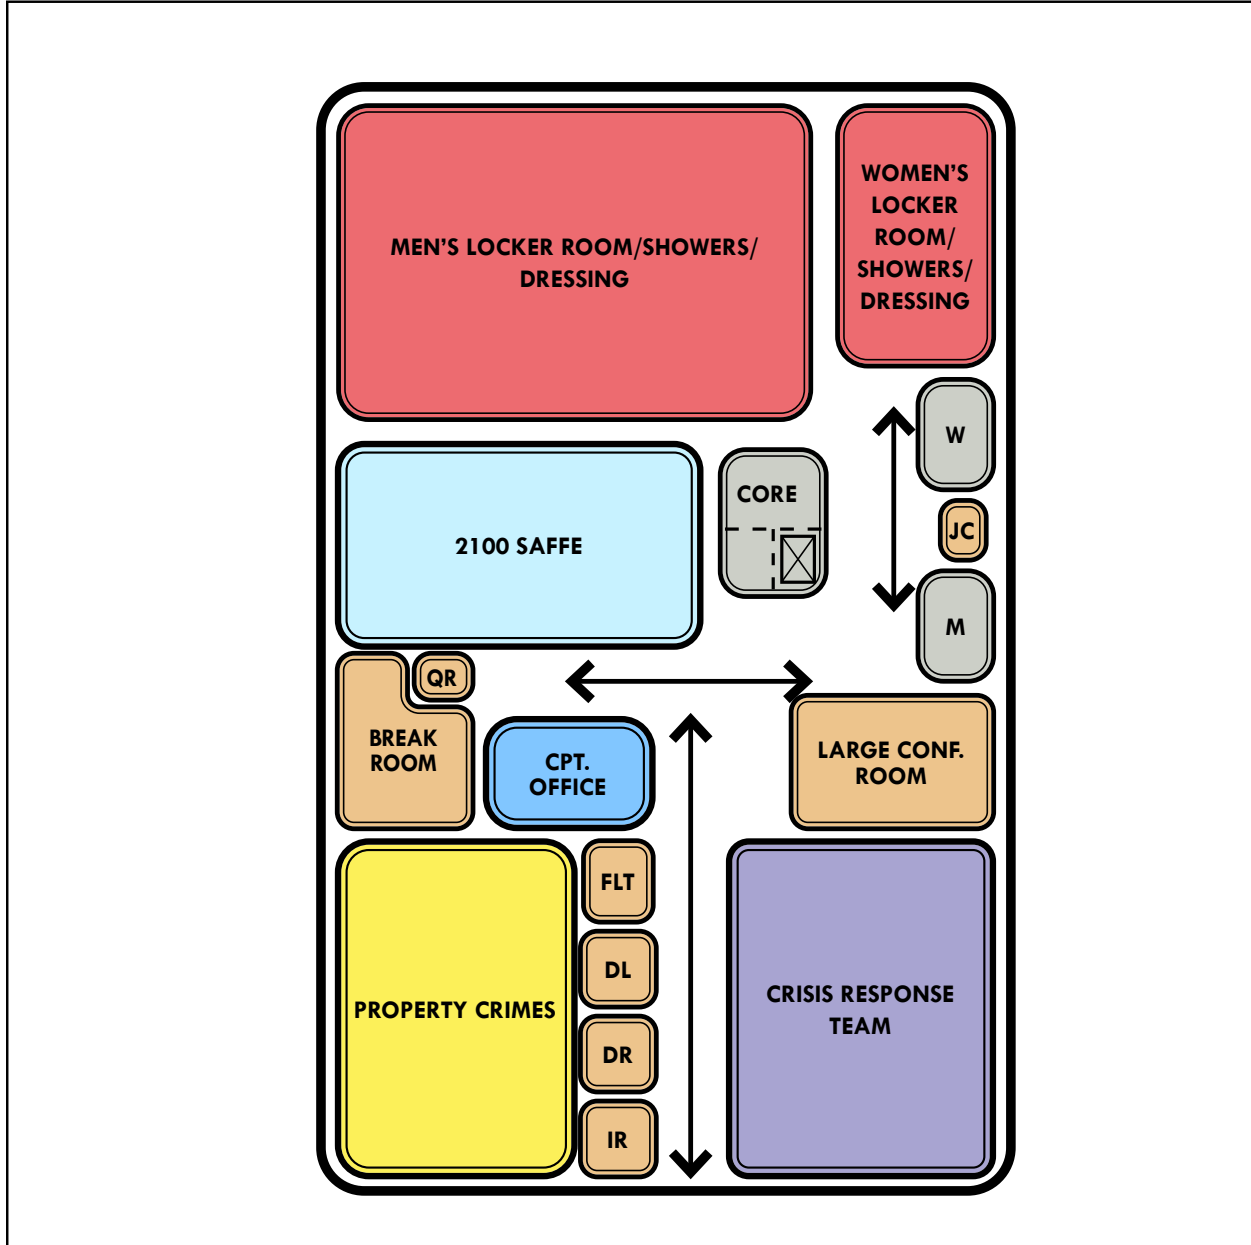 MEN’S LOCKER ROOM/SHOWERS/
DRESSING
WOMEN’S
LOCKER
ROOM/
SHOWERS/
DRESSING
W
CORE
JC
2100 SAFFE
M
QR
BREAK
ROOM
CPT.
OFFICE
LARGE CONF.
ROOM
FLT
DL
PROPERTY CRIMES
CRISIS RESPONSE
TEAM
DR
IR